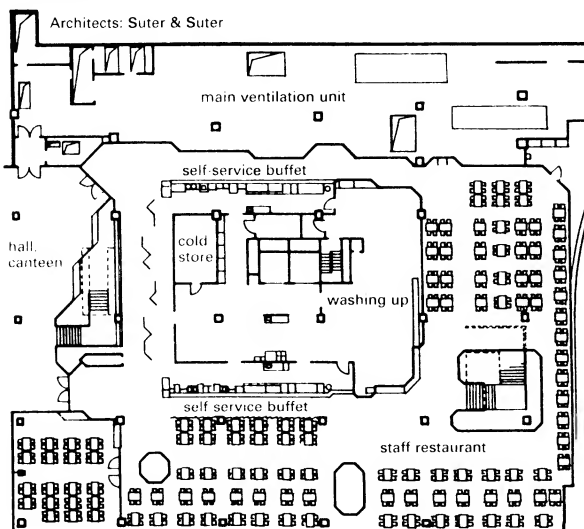 Architects: Suter & Suter
main ventilation unit
self-service buffet
hall,
canteen
cold
store
washing up
self service buffet
staff restaurant